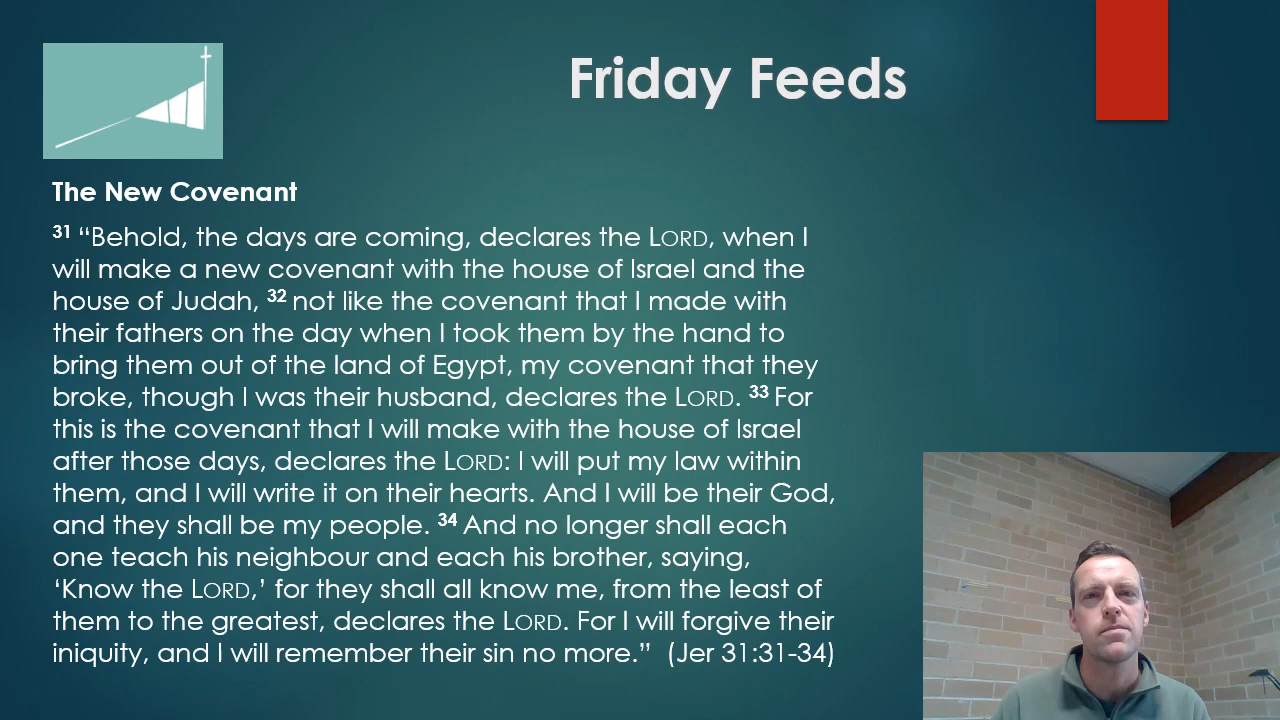 Friday Feeds
The New Covenant
31 “Behold, the days are coming, declares the LORD, when I
will make a new covenant with the house of Israel and the
house of Judah, 32 not like the covenant that I made with
their fathers on the day when I took them by the hand to
bring them out of the land of Egypt, my covenant that they
broke, though I was their husband, declares the LORD. 33 For
this is the covenant that I will make with the house of Israel
after those days, declares the LORD: I will put my law within
them, and I will write it on their hearts. And I will be their God,
and they shall be my people. 34 And no longer shall each
one teach his neighbour and each his brother, saying,
‘Know the LORD,’ for they shall all know me, from the least of
them to the greatest, declares the LORD. For I will forgive their
iniquity, and I will remember their sin no more.”  (Jer 31:31-34)